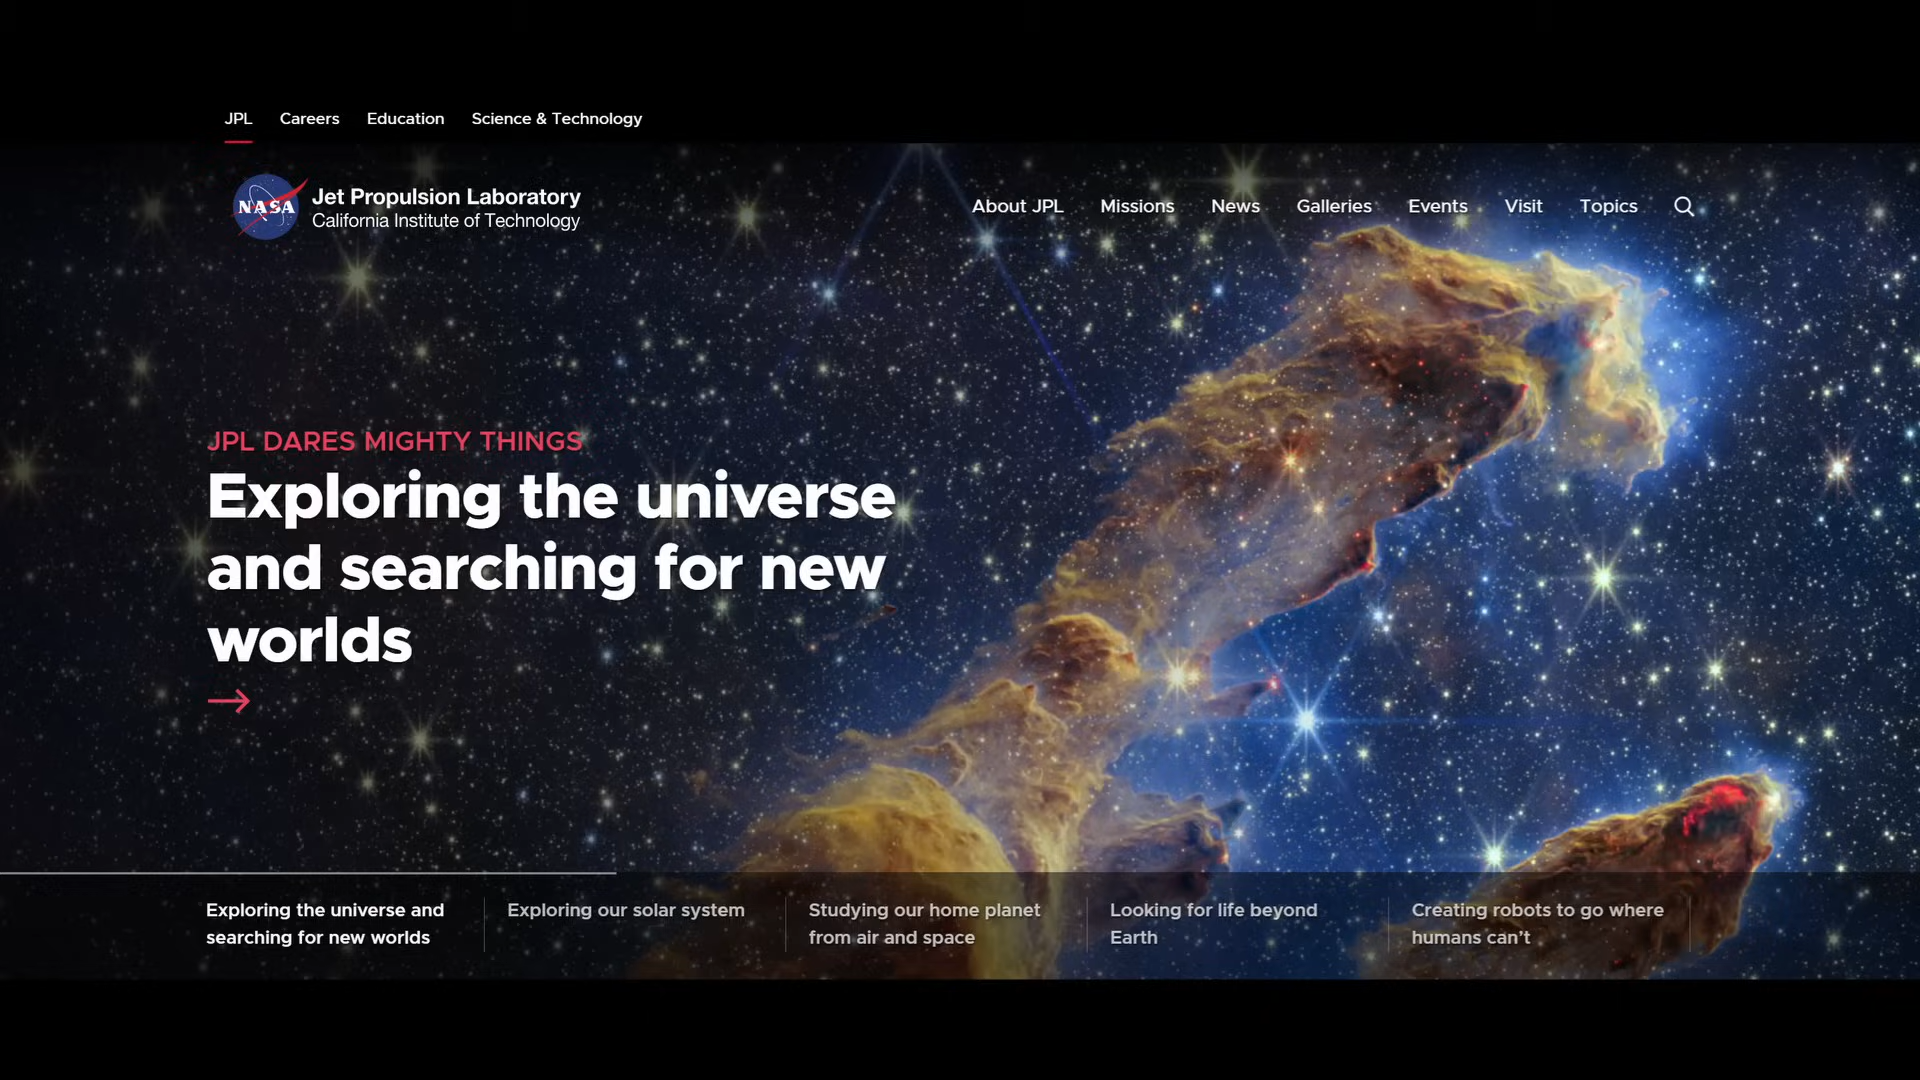 JPL Careers Education Science & Technology
NASA
Jet Propulsion Laboratory
California Institute of Technology
About JPL Missions News Galleries Events Visit Topics
JPL DARES MIGHTY THINGS
Exploring the universe
and searching for new
worlds
Exploring the universe and
searching for new worlds
Exploring our solar system
Studying our home planet
from air and space
Looking for life beyond
Earth
Creating robots to go where
humans can’t